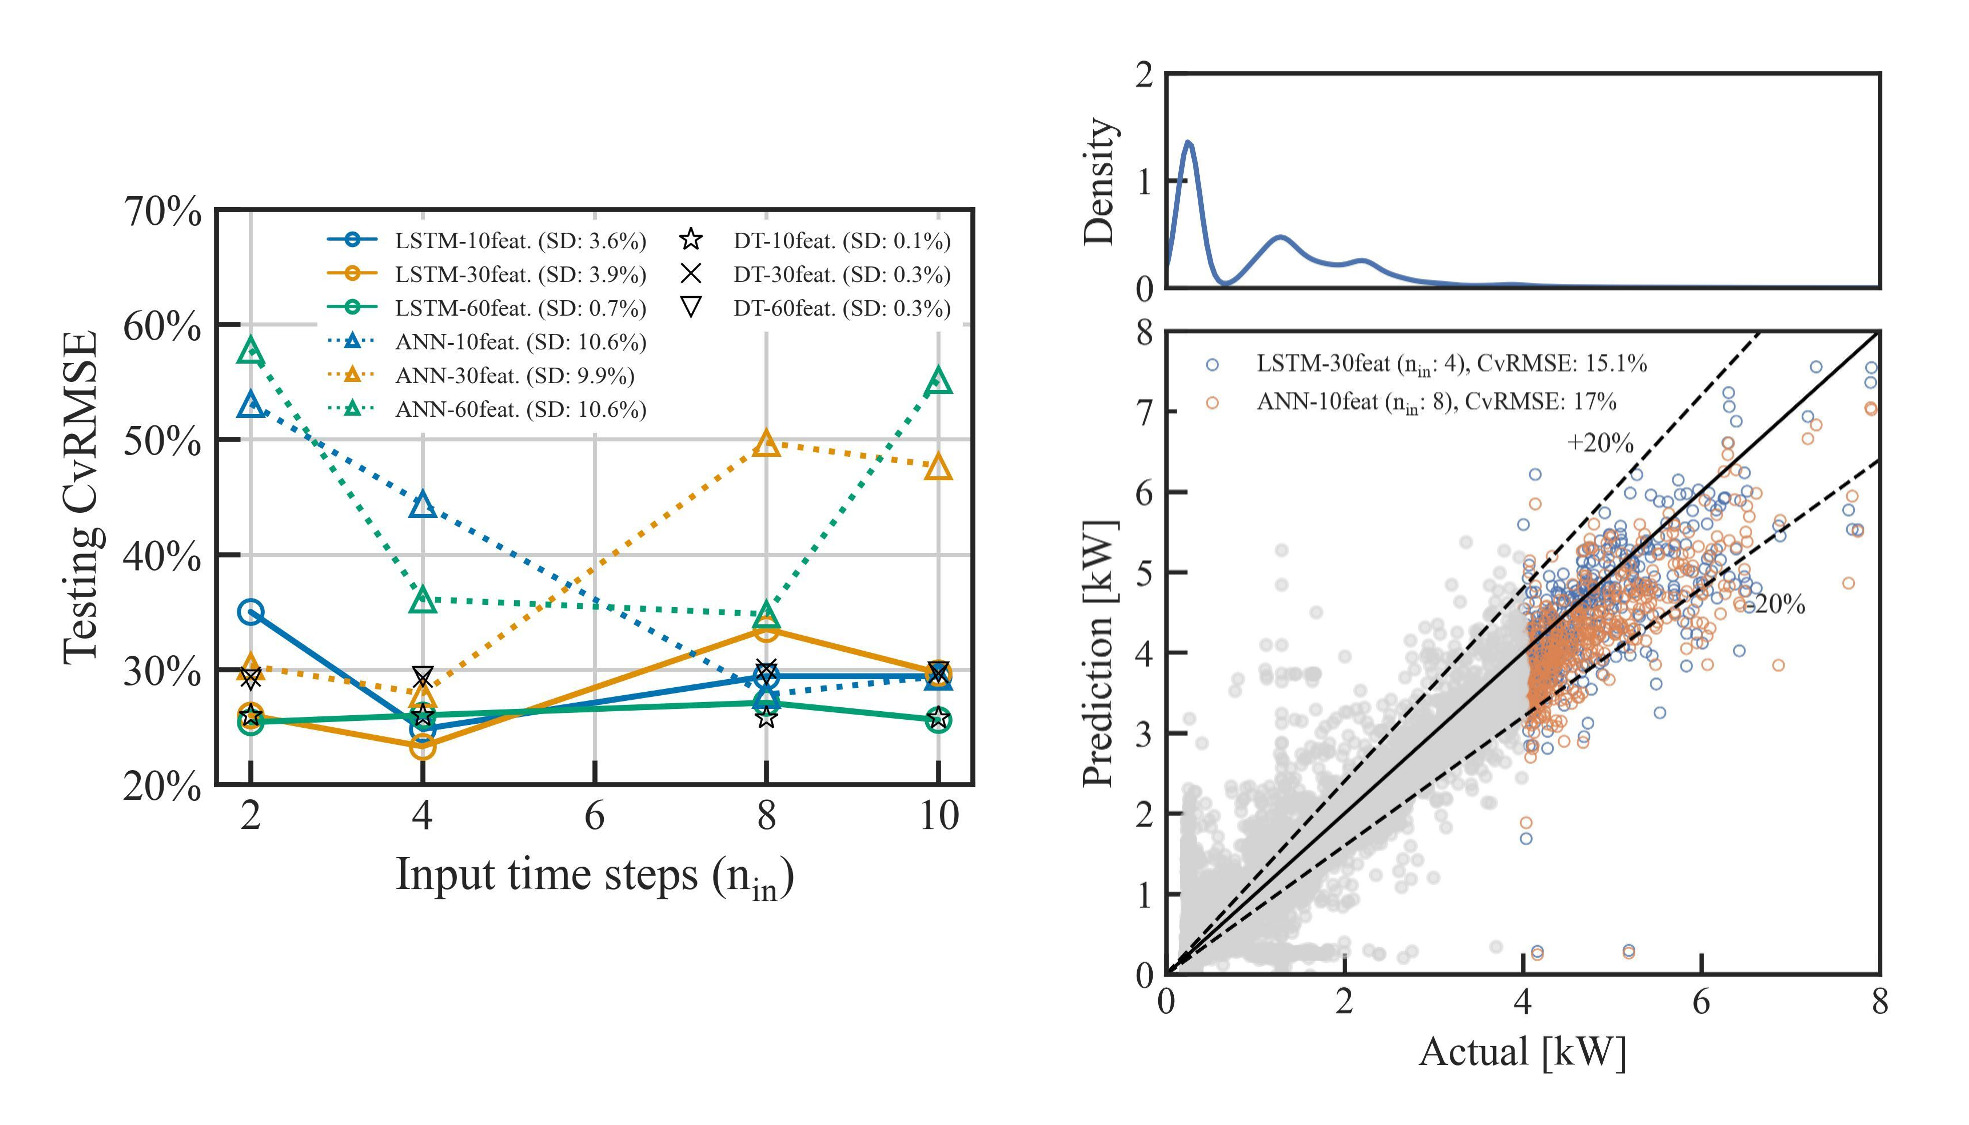 70%
60%
50%
40%
30%
20%
Testing CvRMSE
LSTM-10feat. (SD: 3.6%)
LSTM-30feat. (SD: 3.9%)
LSTM-60feat. (SD: 0.7%)
ANN-10feat. (SD: 10.6%)
ANN-30feat. (SD: 9.9%)
ANN-60feat. (SD: 10.6%)
DT-10feat. (SD: 0.1%)
DT-30feat. (SD: 0.3%)
DT-60feat. (SD: 0.3%)
2 4 6 8 10
Input time steps (nin)
2
1
0
Density
8
7
6
5
4
3
2
1
0
Prediction [kW]
LSTM-30feat (nin: 4), CvRMSE: 15.1%
ANN-10feat (nin: 8), CvRMSE: 17%
+20%
-20%
0 2 4 6 8
Actual [kW]